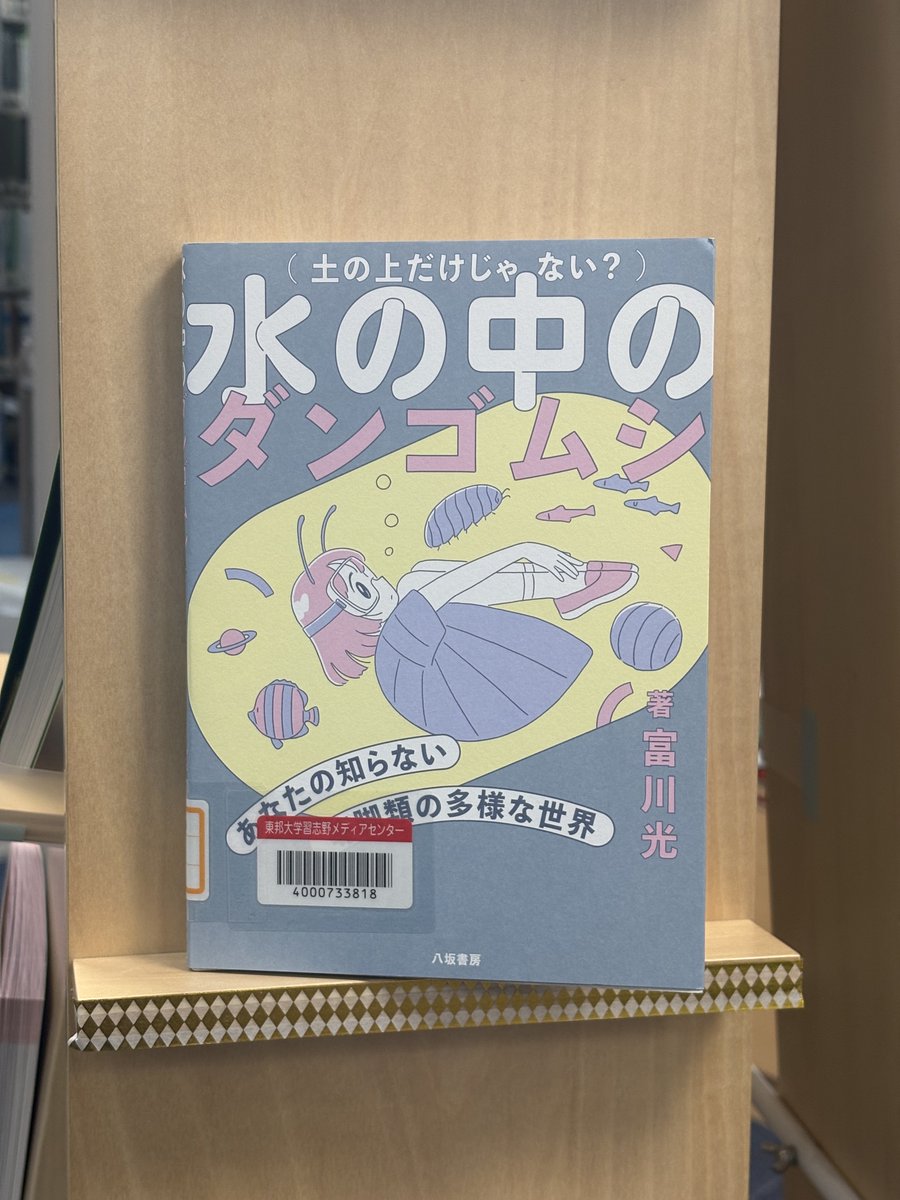 (土の上だけじゃない?)
水の中の
ダンゴムシ
著 富川光
あなたの知らない
脚類の多様な世界
東邦大学習志野メディアセンター
4000733818
八坂書房